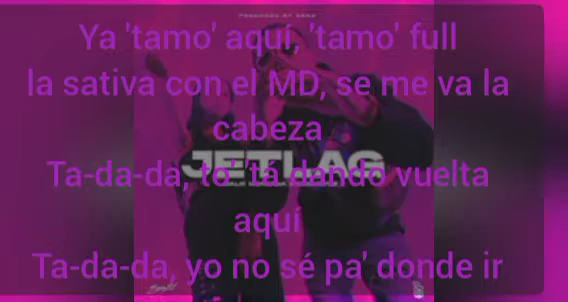 Ya 'tamo' aquí, 'tamo' full
la sativa con el MD, se me va la
cabeza
JETLAG
Ta-da-da, to' 'tá dando vuelta
aquí
Ta-da-da, yo no sé pa' donde ir